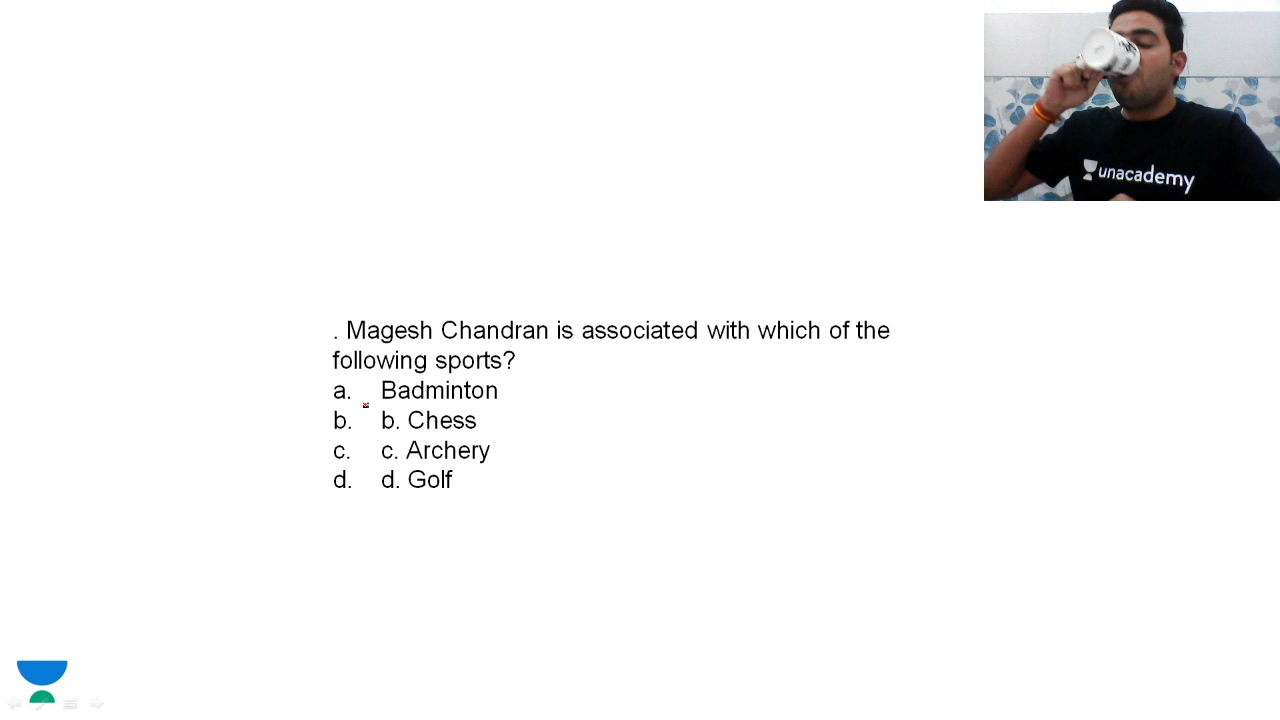 unacademy
. Magesh Chandran is associated with which of the
following sports?
a. Badminton
b. b. Chess
c. c. Archery
d. d. Golf